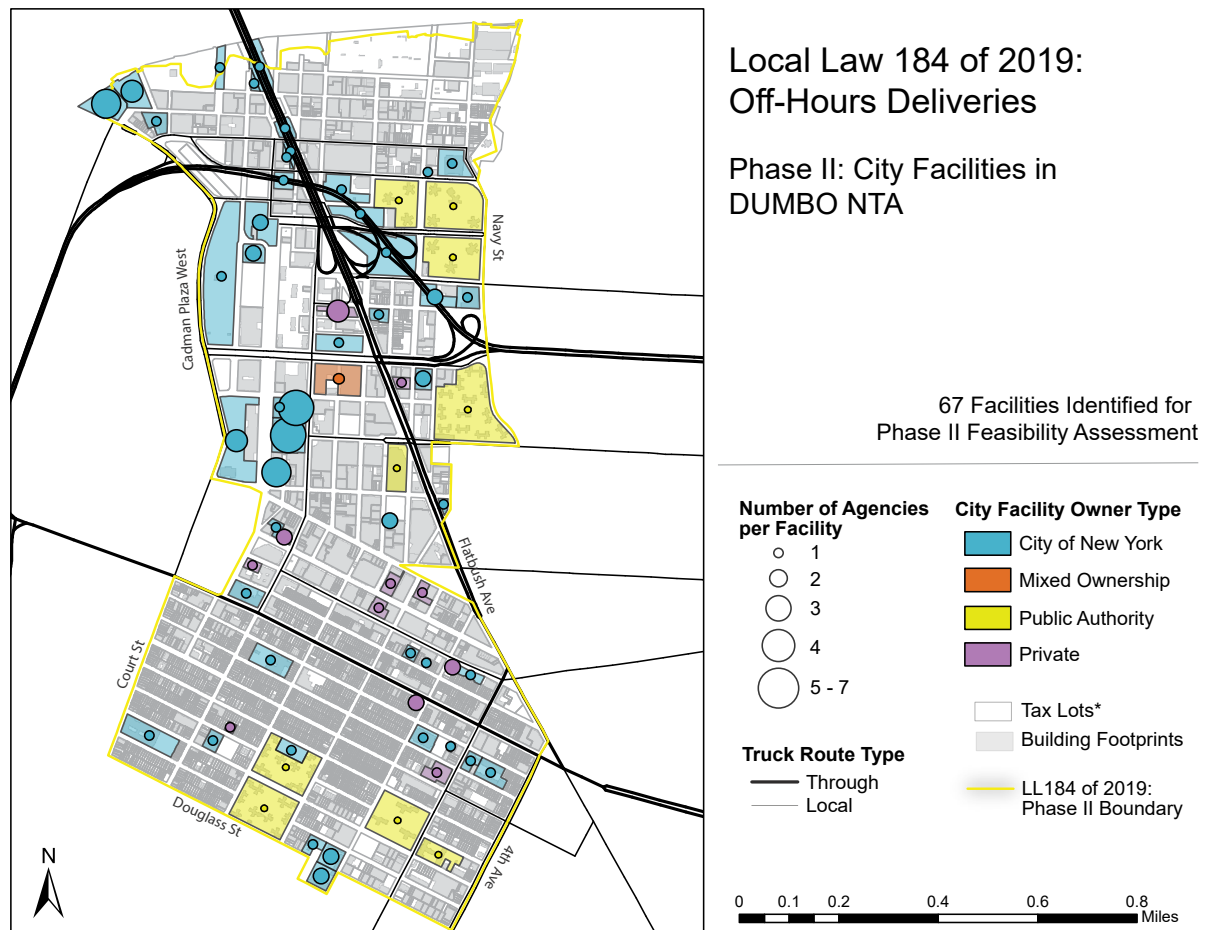 Local Law 184 of 2019:
Off-Hours Deliveries
Phase II: City Facilities in
DUMBO NTA
67 Facilities Identified for
Phase II Feasibility Assessment
Number of Agencies
per Facility
1
2
3
4
5 - 7
City Facility Owner Type
City of New York
Mixed Ownership
Public Authority
Private
Tax Lots*
Building Footprints
LL184 of 2019:
Phase II Boundary
Truck Route Type
Through
Local
0 0.1 0.2 0.4 0.6 0.8
Miles
Navy St
Cadman Plaza West
Flatbush Ave
Court St
Douglass St
4th Ave
N